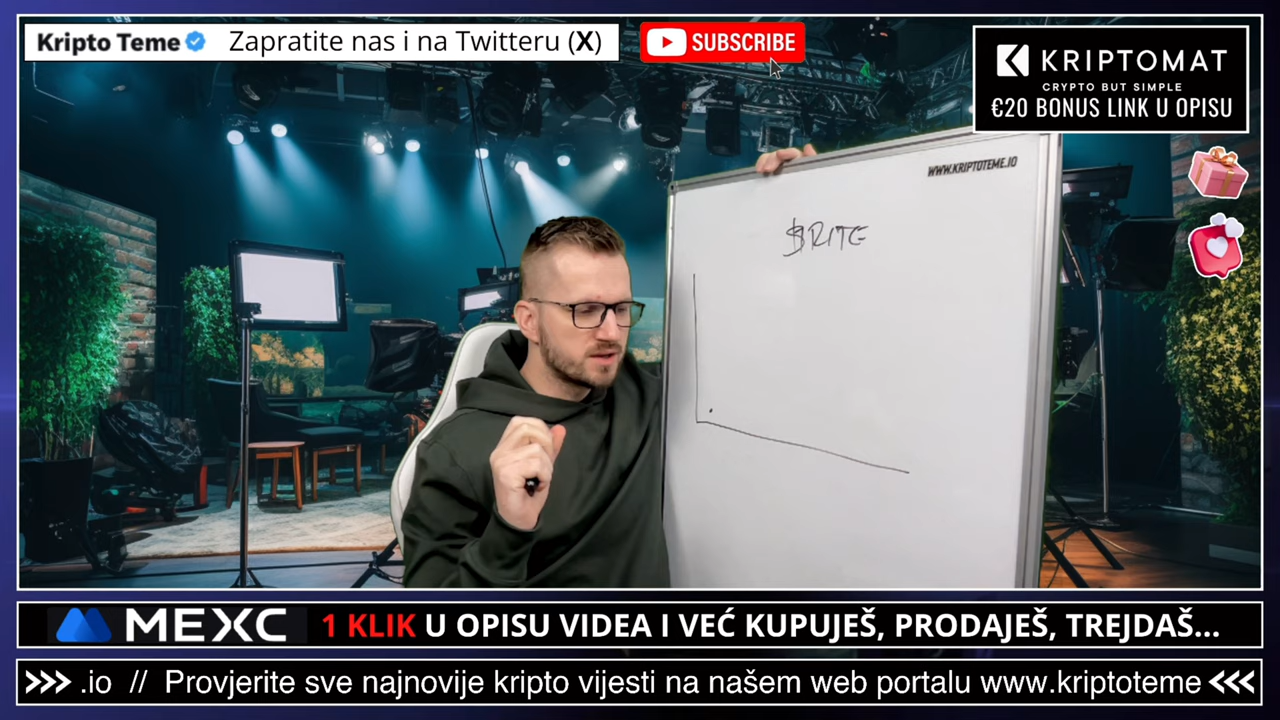 Kripto Teme Zapratite nas i na Twitteru (X)
SUBSCRIBE
KRIPTOMAT
CRYPTO BUT SIMPLE
€20 BONUS LINK U OPISU
WWW.KRIPTOTEME.IO
$RITE
MEXC 1 KLIK U OPISU VIDEA I VEĆ KUPUJEŠ, PRODAJEŠ, TREJDAŠ...
>>> .io // Provjerite sve najnovije kripto vijesti na našem web portalu www.kriptoteme <<<